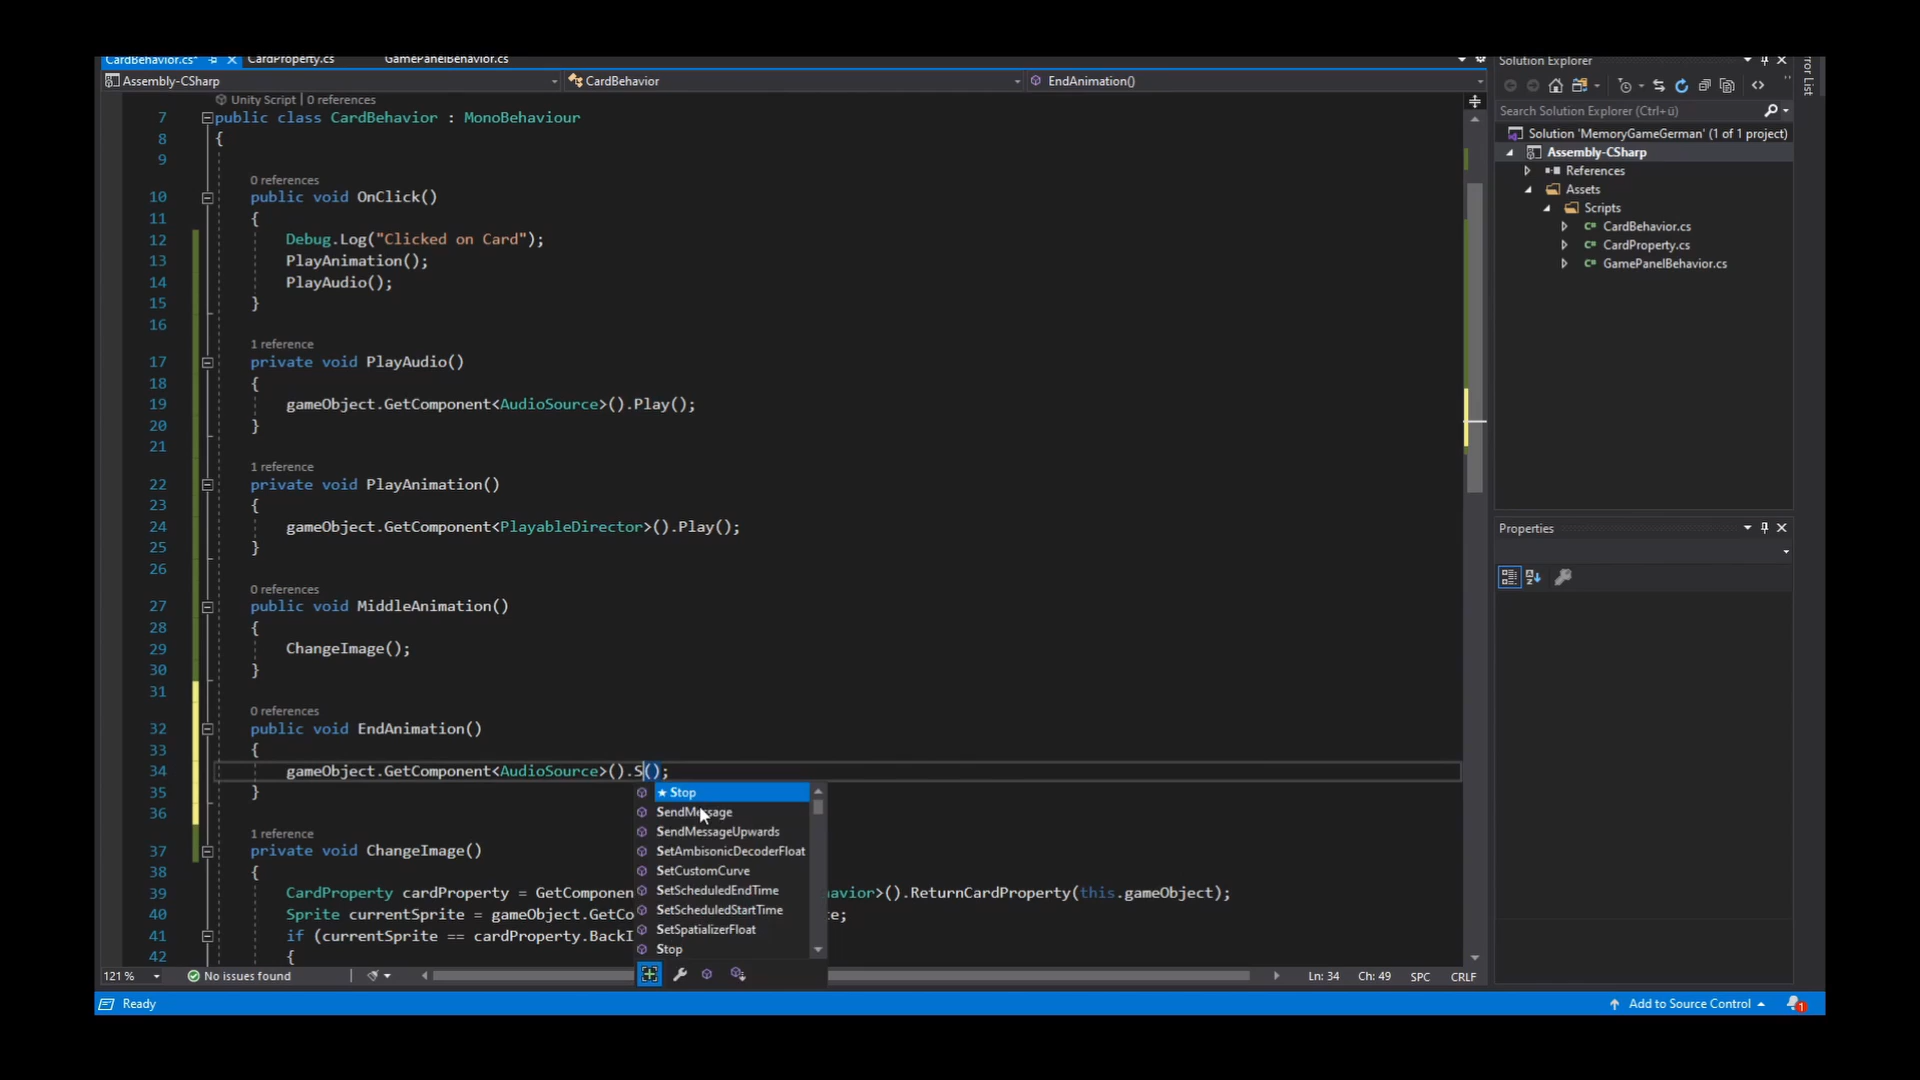 CardBehavior.cs*
CardProperty.cs
GamePanelBehavior.cs
Assembly-CSharp
CardBehavior
EndAnimation()
Unity Script | 0 references
7 public class CardBehavior : MonoBehaviour
8 {
9
0 references
10 public void OnClick()
11 {
12 Debug.Log("Clicked on Card");
13 PlayAnimation();
14 PlayAudio();
15 }
16
1 reference
17 private void PlayAudio()
18 {
19 gameObject.GetComponent<AudioSource>().Play();
20 }
21
1 reference
22 private void PlayAnimation()
23 {
24 gameObject.GetComponent<PlayableDirector>().Play();
25 }
26
0 references
27 public void MiddleAnimation()
28 {
29 ChangeImage();
30 }
31
0 references
32 public void EndAnimation()
33 {
34 gameObject.GetComponent<AudioSource>().S();
35 }
36
1 reference
37 private void ChangeImage()
38 {
39 CardProperty cardProperty = GetComponen avior>().ReturnCardProperty(this.gameObject);
40 Sprite currentSprite = gameObject.GetCo e;
41 if (currentSprite == cardProperty.BackI
42 {
★ Stop
SendMessage
SendMessageUpwards
SetAmbisonicDecoderFloat
SetCustomCurve
SetScheduledEndTime
SetScheduledStartTime
SetSpatializerFloat
Stop
121 %
No issues found
Ln: 34
Ch: 49
SPC
CRLF
Ready
Add to Source Control
1
Solution Explorer
Search Solution Explorer (Ctrl+ü)
Solution 'MemoryGameGerman' (1 of 1 project)
Assembly-CSharp
References
Assets
Scripts
C# CardBehavior.cs
C# CardProperty.cs
C# GamePanelBehavior.cs
Properties
rror List